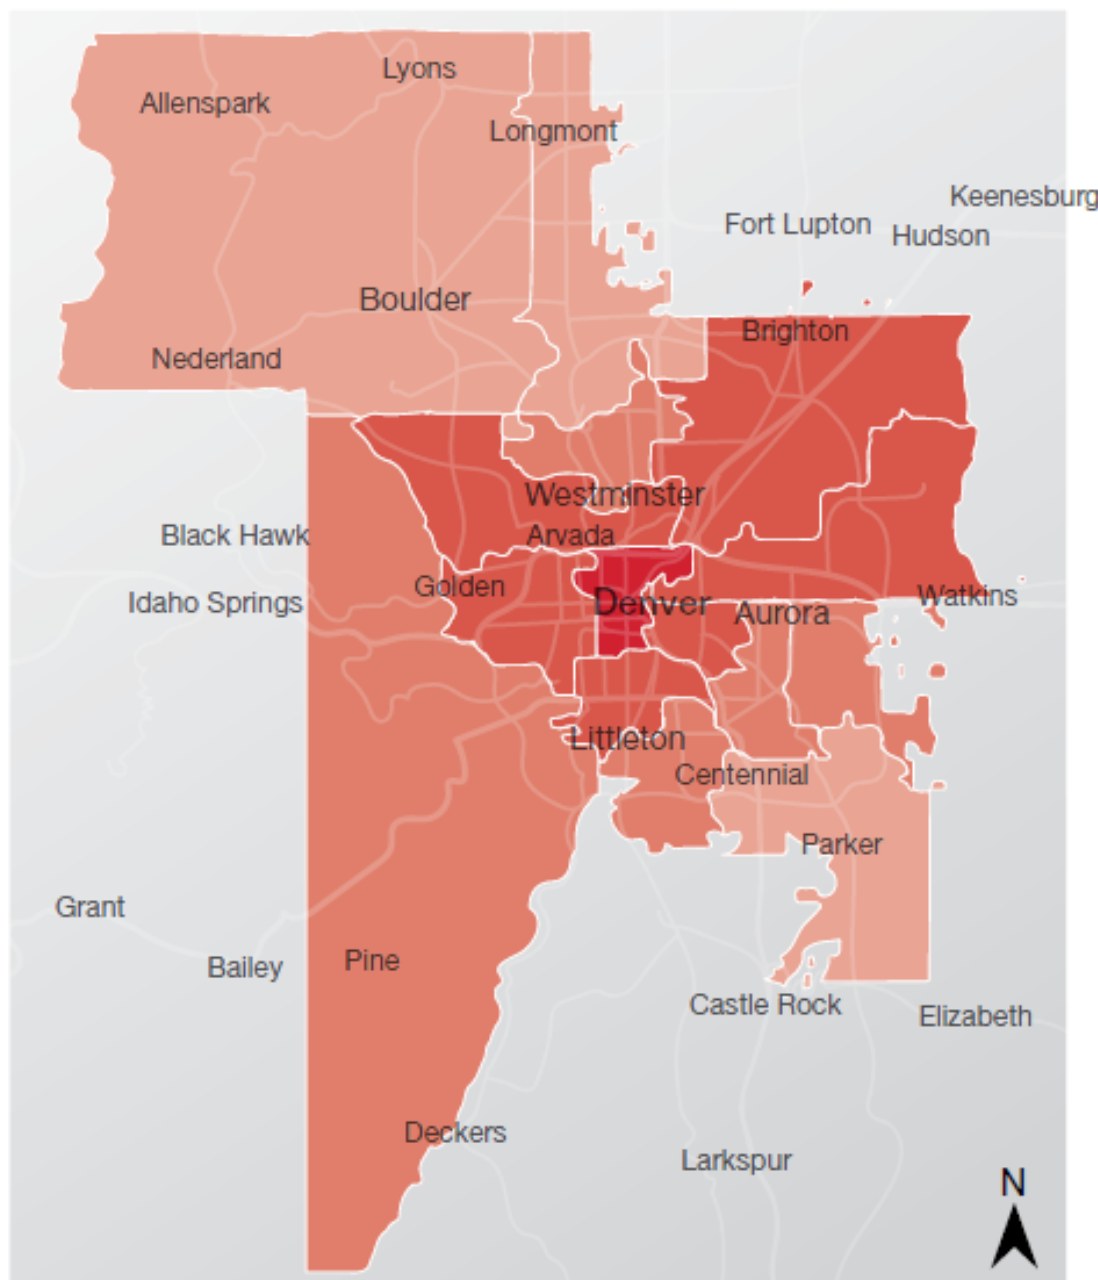 Lyons
Allenspark
Longmont
Keenesburg
Fort Lupton
Hudson
Boulder
Brighton
Nederland
Westminster
Black Hawk
Arvada
Golden
Idaho Springs
Denver
Aurora
Watkins
Littleton
Centennial
Parker
Grant
Pine
Bailey
Castle Rock
Elizabeth
Deckers
Larkspur
N